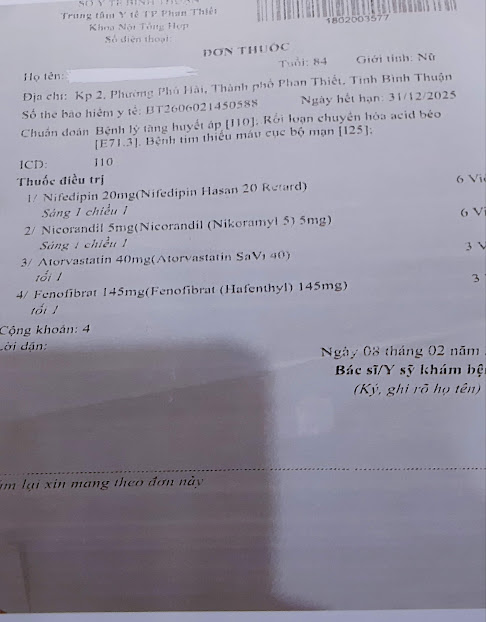 SỞ Y TẾ BÌNH THUẬN
Trung tâm Y tế TP Phan Thiết
Khoa Nội Tổng Hợp
Số điện thoại:
1802003577
ĐƠN THUỐC
Họ tên:
Tuổi: 84 Giới tính: Nữ
Địa chỉ: Kp 2, Phường Phú Hài, Thành phố Phan Thiết, Tỉnh Bình Thuận
Số thẻ bảo hiểm y tế: BT2606021450588 Ngày hết hạn: 31/12/2025
Chuẩn đoán Bệnh lý tăng huyết áp [I10]; Rối loạn chuyển hóa acid béo
[E71.3]. Bệnh tim thiếu máu cục bộ mạn [I25];
ICD: I10
Thuốc điều trị
1/ Nifedipin 20mg(Nifedipin Hasan 20 Retard) 6 Viê
Sáng 1 chiều 1
2/ Nicorandil 5mg(Nicorandil (Nikoramyl 5) 5mg) 6 Vi
Sáng 1 chiều 1
3/ Atorvastatin 40mg(Atorvastatin SaVi 40) 3 V
tối 1
4/ Fenofibrat 145mg(Fenofibrat (Hafenthyl) 145mg) 3
tối 1
Cộng khoản: 4
Lời dặn:
Ngày 08 tháng 02 năm
Bác sĩ/Y sỹ khám bệ
(Ký, ghi rõ họ tên)
ám lại xin mang theo đơn này